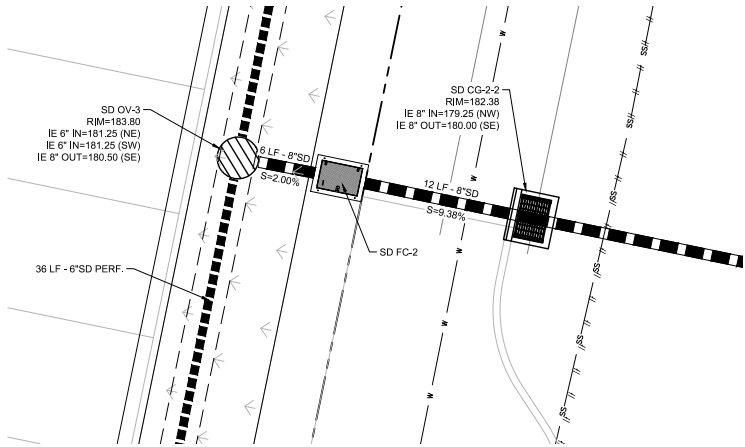 SD OV-3
RIM=183.80
IE 6" IN=181.25 (NE)
IE 6" IN=181.25 (SW)
IE 8" OUT=180.50 (SE)
SD CG-2-2
RIM=182.38
IE 8" IN=179.25 (NW)
IE 8" OUT=180.00 (SE)
6 LF - 8"SD
S=2.00%
12 LF - 8"SD
S=9.38%
SD FC-2
36 LF - 6"SD PERF.
W
W
W
W
SS
SS
SS
SS
SS